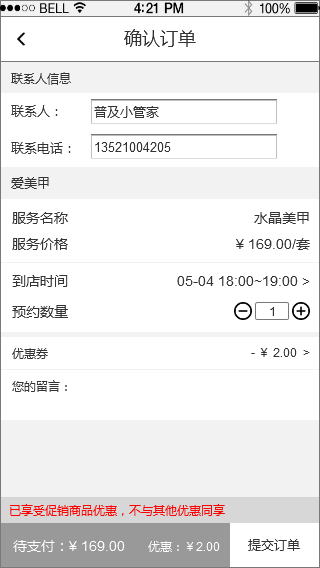 BELL 4:21 PM 100%
确认订单
联系人信息
联系人： 普及小管家
联系电话： 13521004205
爱美甲
服务名称 水晶美甲
服务价格 ¥ 169.00/套
到店时间 05-04 18:00~19:00 >
预约数量 1
优惠券 - ¥ 2.00 >
您的留言：
已享受促销商品优惠，不与其他优惠同享
待支付：¥ 169.00 优惠：¥ 2.00 提交订单